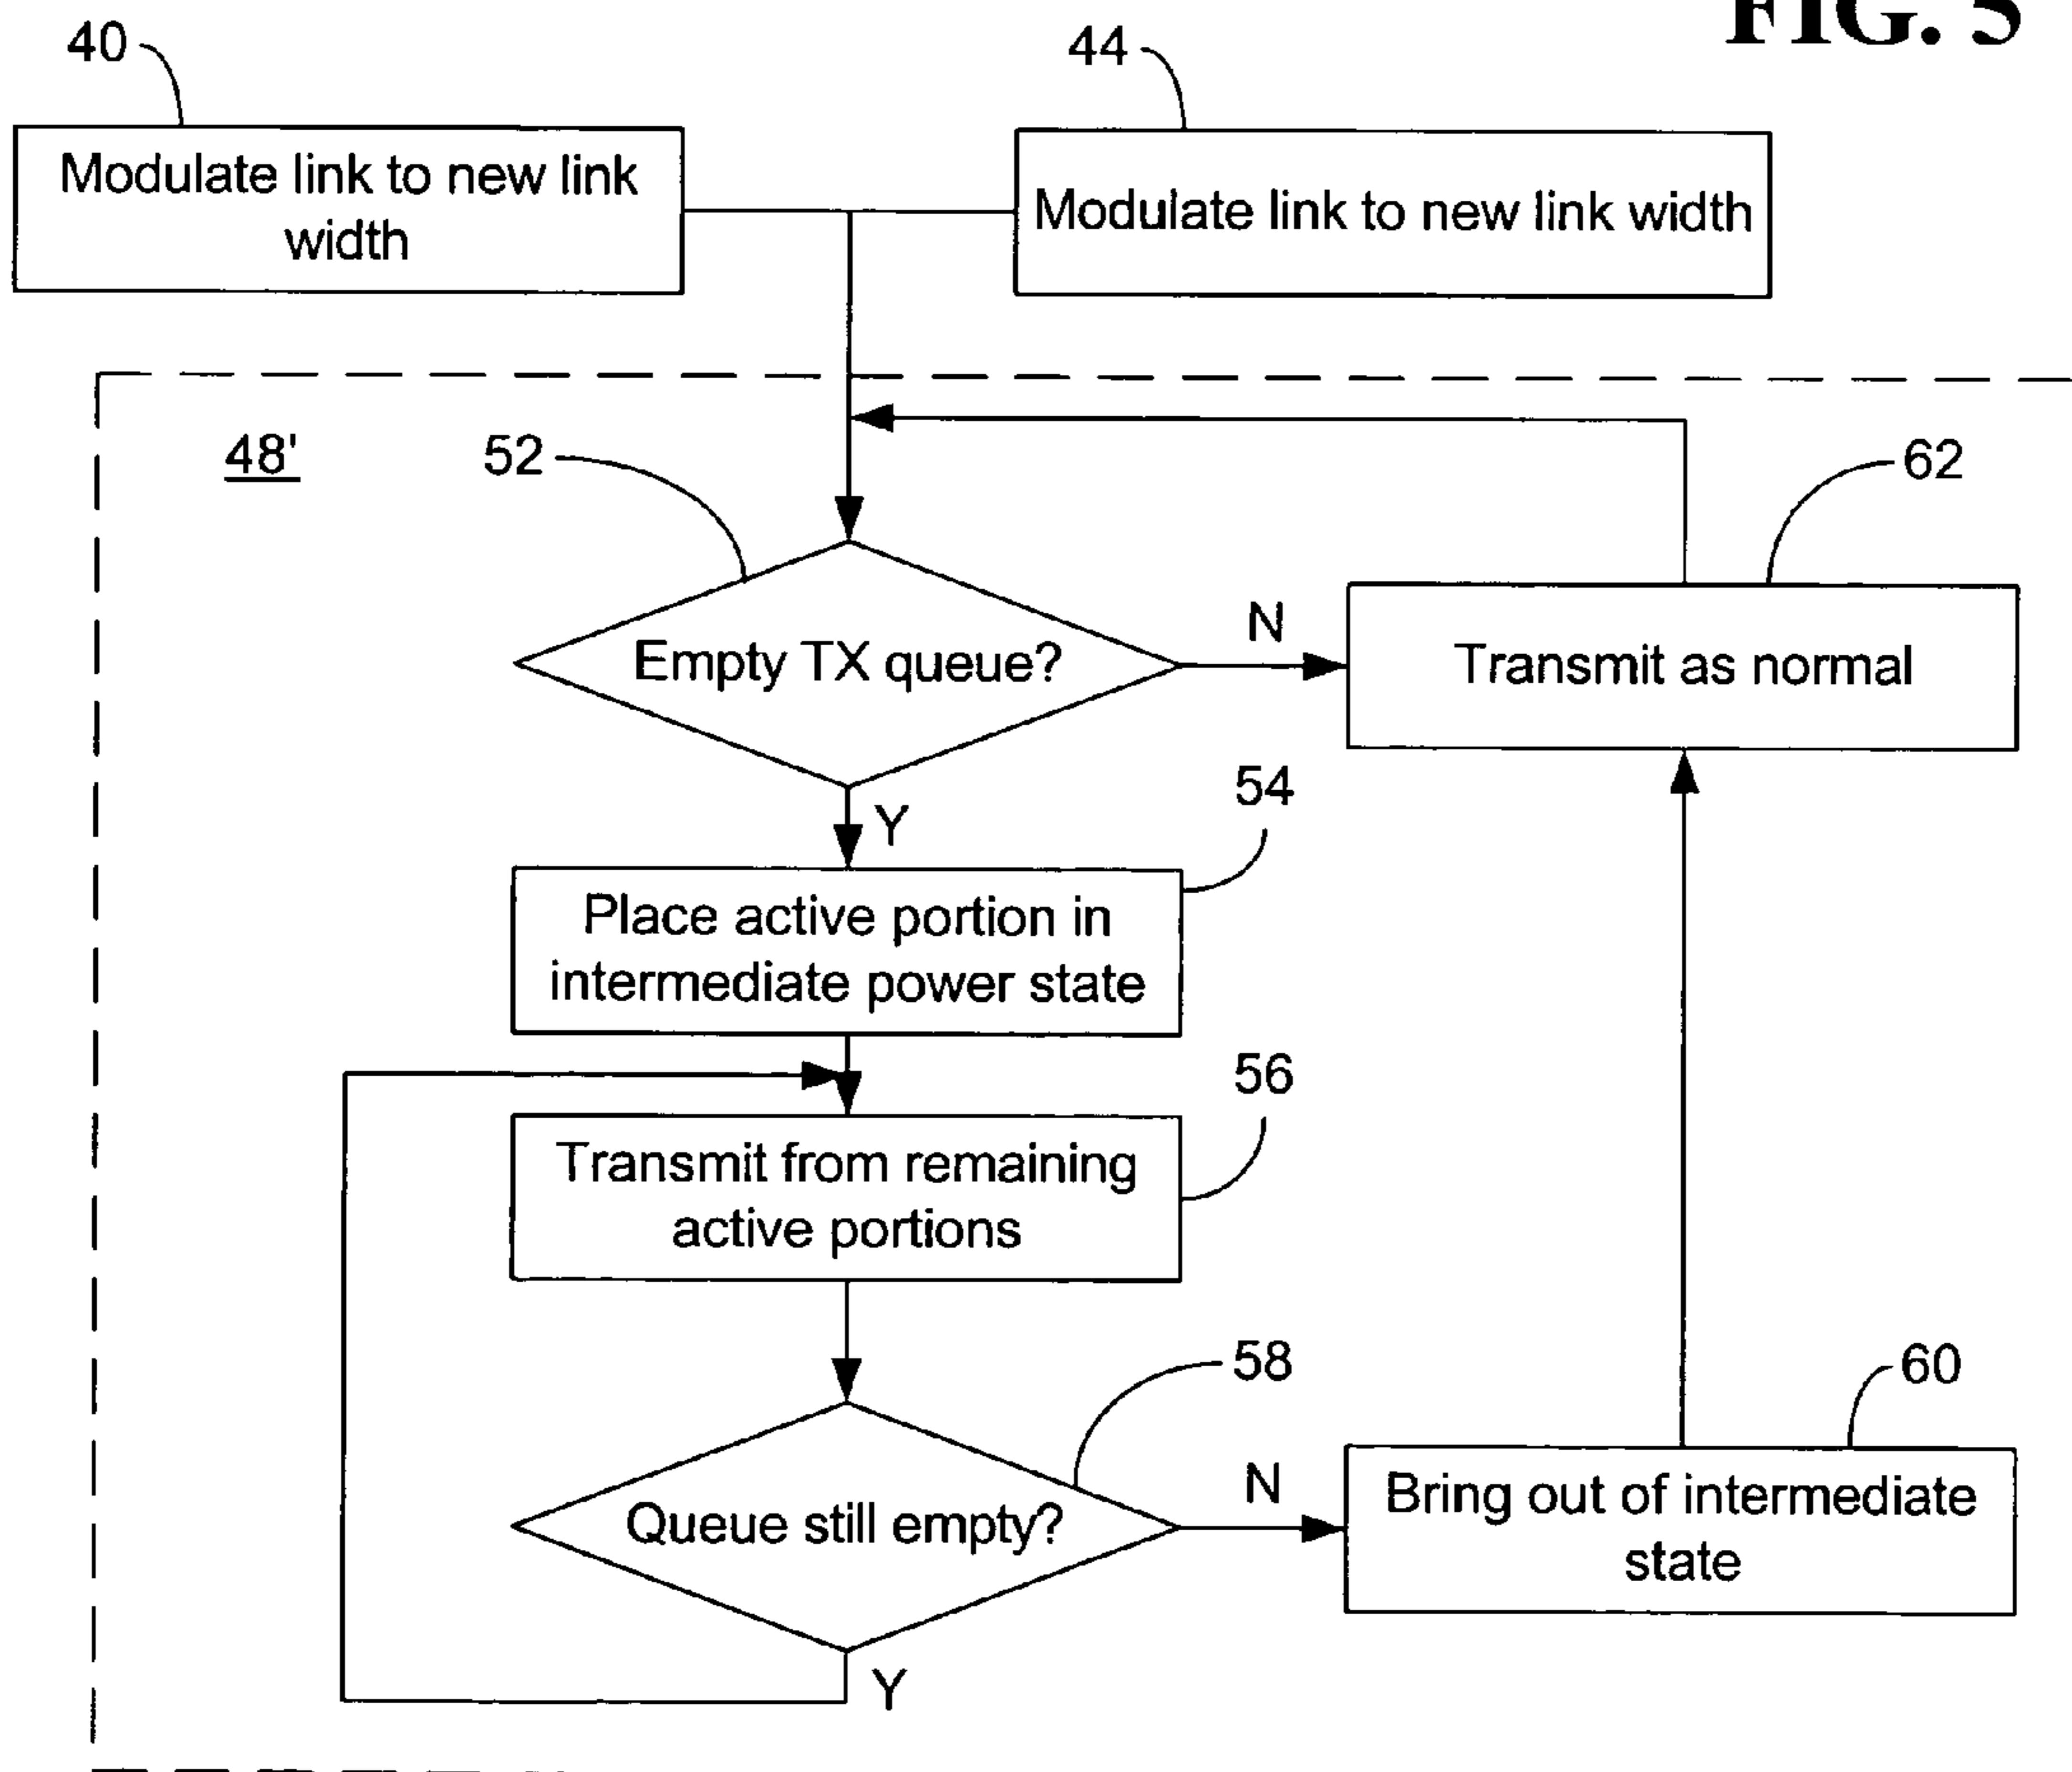 FIG. 5
40
44
Modulate link to new link
width
Modulate link to new link width
48'
52
62
Empty TX queue?
N
Transmit as normal
Y
54
Place active portion in
intermediate power state
56
Transmit from remaining
active portions
58
60
Queue still empty?
N
Bring out of intermediate
state
Y